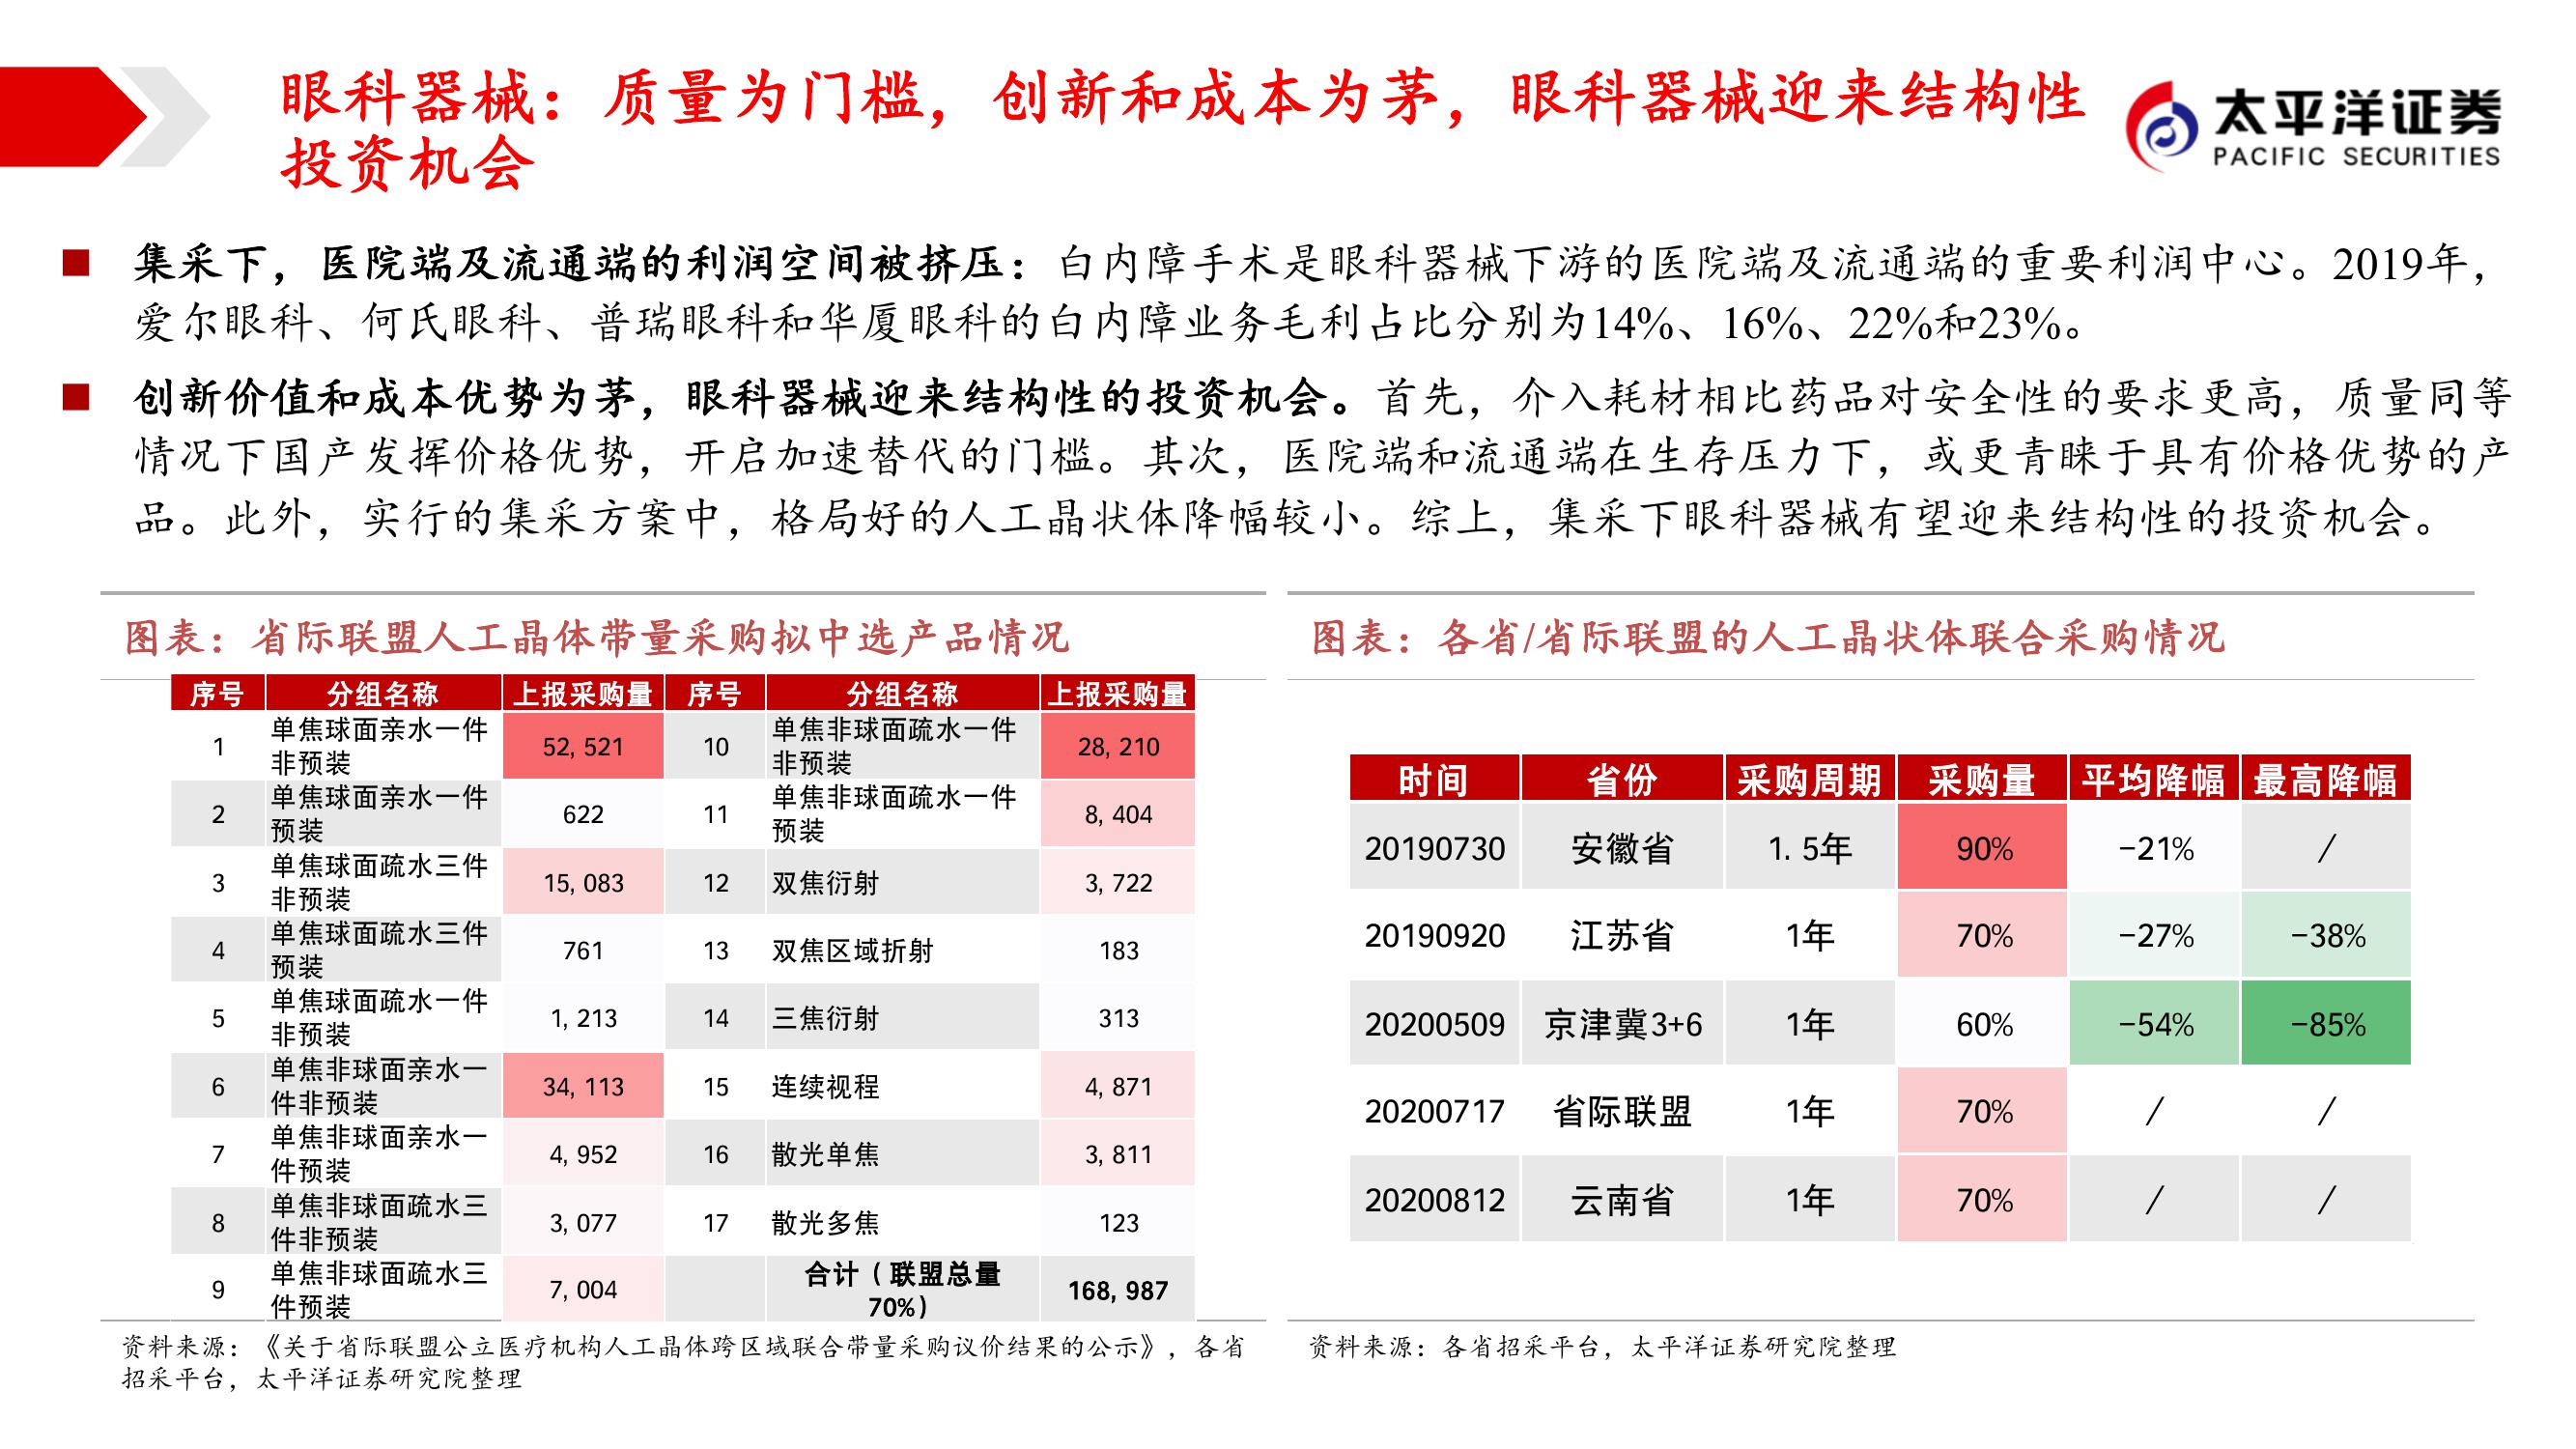 眼科器械：质量为门槛，创新和成本为茅，眼科器械迎来结构性
投资机会
太平洋证券
PACIFIC SECURITIES
集采下，医院端及流通端的利润空间被挤压：白内障手术是眼科器械下游的医院端及流通端的重要利润中心。2019年，
爱尔眼科、何氏眼科、普瑞眼科和华厦眼科的白内障业务毛利占比分别为14%、16%、22%和23%。
创新价值和成本优势为茅，眼科器械迎来结构性的投资机会。首先，介入耗材相比药品对安全性的要求更高，质量同等
情况下国产发挥价格优势，开启加速替代的门槛。其次，医院端和流通端在生存压力下，或更青睐于具有价格优势的产
品。此外，实行的集采方案中，格局好的人工晶状体降幅较小。综上，集采下眼科器械有望迎来结构性的投资机会。
图表：省际联盟人工晶体带量采购拟中选产品情况
序号 分组名称 上报采购量 序号 分组名称 上报采购量
1 单焦球面亲水一件非预装 52,521 10 单焦非球面疏水一件非预装 28,210
2 单焦球面亲水一件预装 622 11 单焦非球面疏水一件预装 8,404
3 单焦球面疏水三件非预装 15,083 12 双焦衍射 3,722
4 单焦球面疏水三件预装 761 13 双焦区域折射 183
5 单焦球面疏水一件非预装 1,213 14 三焦衍射 313
6 单焦非球面亲水一件非预装 34,113 15 连续视程 4,871
7 单焦非球面亲水一件预装 4,952 16 散光单焦 3,811
8 单焦非球面疏水三件非预装 3,077 17 散光多焦 123
9 单焦非球面疏水三件预装 7,004 合计（联盟总量70%） 168,987
资料来源：《关于省际联盟公立医疗机构人工晶体跨区域联合带量采购议价结果的公示》，各省
招采平台，太平洋证券研究院整理
图表：各省/省际联盟的人工晶状体联合采购情况
时间 省份 采购周期 采购量 平均降幅 最高降幅
20190730 安徽省 1.5年 90% -21% /
20190920 江苏省 1年 70% -27% -38%
20200509 京津冀3+6 1年 60% -54% -85%
20200717 省际联盟 1年 70% / /
20200812 云南省 1年 70% / /
资料来源：各省招采平台，太平洋证券研究院整理